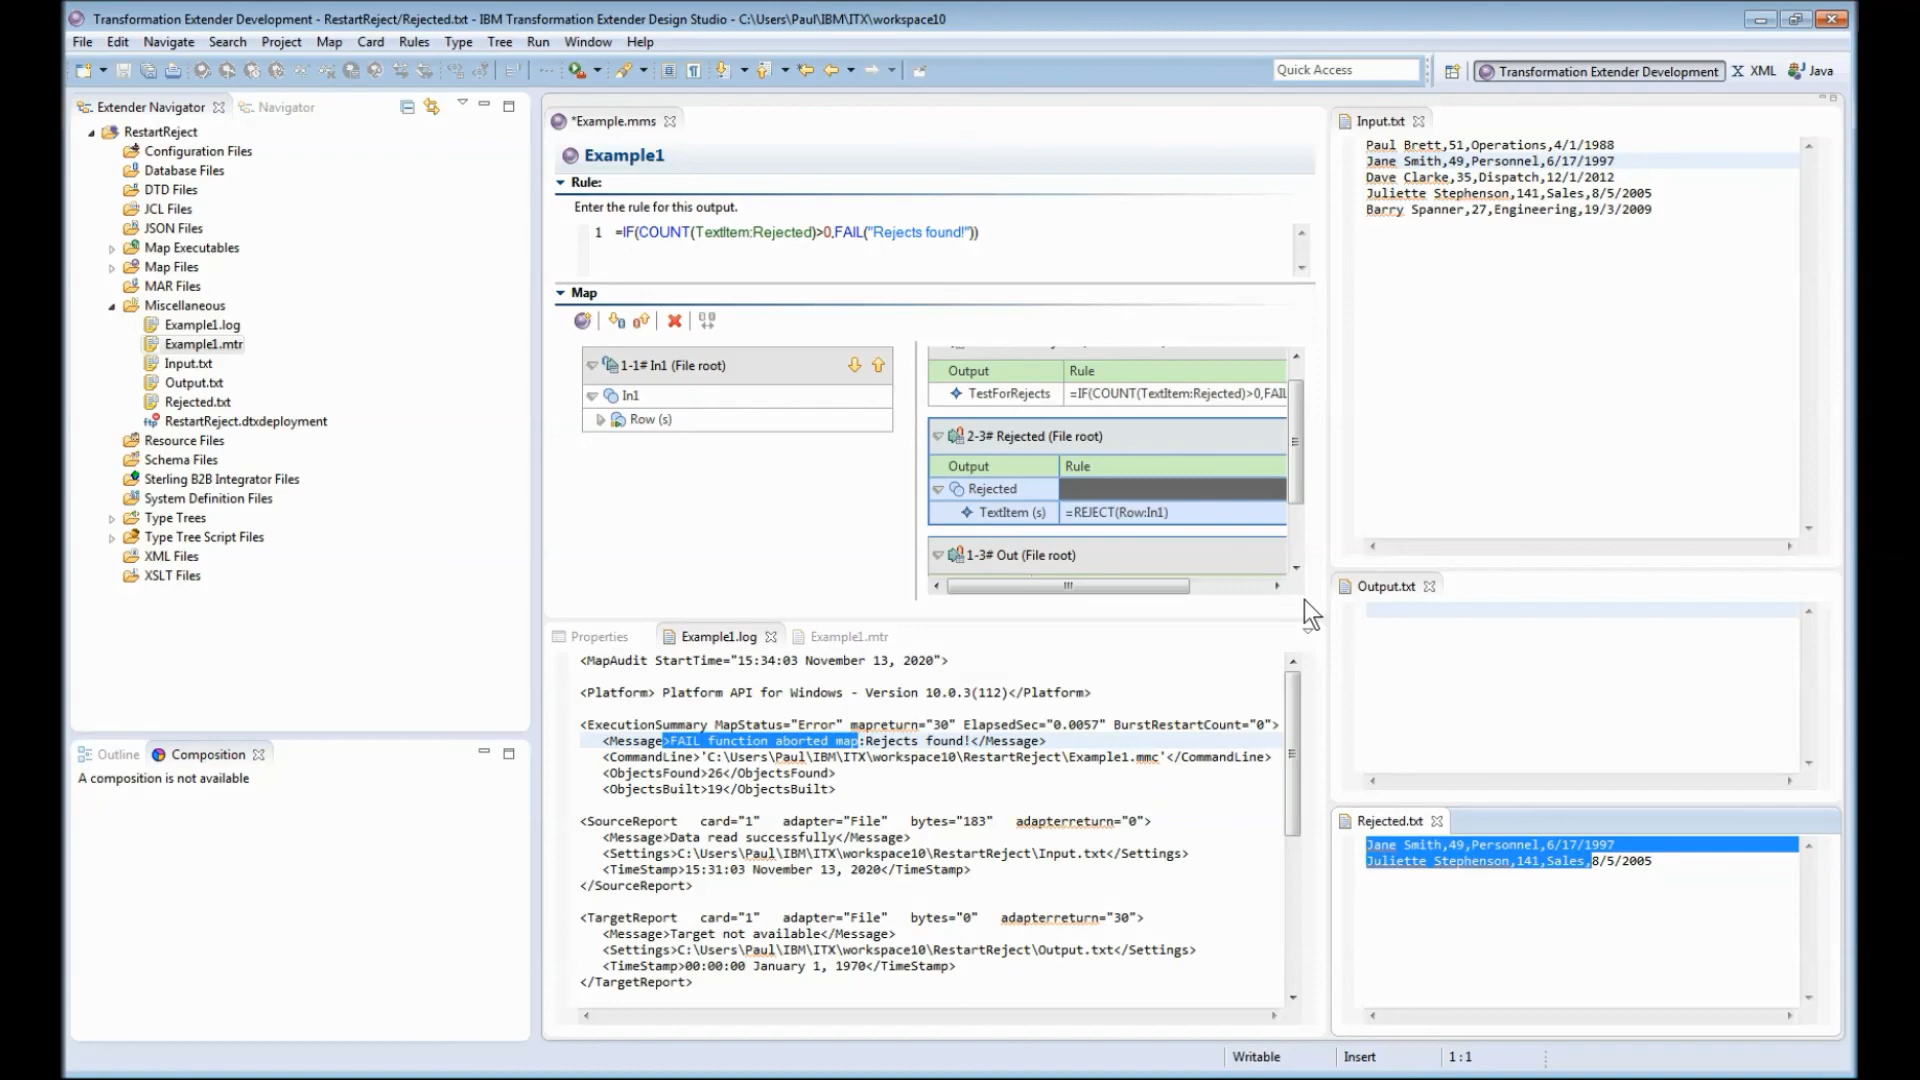 Transformation Extender Development - RestartReject/Rejected.txt - IBM Transformation Extender Design Studio - C:\Users\Paul\IBM\ITX\workspace10
File Edit Navigate Search Project Map Card Rules Type Tree Run Window Help
Quick Access
Transformation Extender Development
XML
Java
Extender Navigator
Navigator
RestartReject
Configuration Files
Database Files
DTD Files
JCL Files
JSON Files
Map Executables
Map Files
MAR Files
Miscellaneous
Example1.log
Example1.mtr
Input.txt
Output.txt
Rejected.txt
RestartReject.dtxdeployment
Resource Files
Schema Files
Sterling B2B Integrator Files
System Definition Files
Type Trees
Type Tree Script Files
XML Files
XSLT Files
Outline
Composition
A composition is not available
*Example.mms
Example1
Rule:
Enter the rule for this output.
1 =IF(COUNT(TextItem:Rejected)>0,FAIL("Rejects found!"))
Map
1-1# In1 (File root)
In1
Row (s)
Output Rule
TestForRejects =IF(COUNT(TextItem:Rejected)>0,FAIL
2-3# Rejected (File root)
Output Rule
Rejected
TextItem (s) =REJECT(Row:In1)
1-3# Out (File root)
Properties
Example1.log
Example1.mtr
<MapAudit StartTime="15:34:03 November 13, 2020">
<Platform> Platform API for Windows - Version 10.0.3(112)</Platform>
<ExecutionSummary MapStatus="Error" mapreturn="30" ElapsedSec="0.0057" BurstRestartCount="0">
<Message>FAIL function aborted map:Rejects found!</Message>
<CommandLine>'C:\Users\Paul\IBM\ITX\workspace10\RestartReject\Example1.mmc'</CommandLine>
<ObjectsFound>26</ObjectsFound>
<ObjectsBuilt>19</ObjectsBuilt>
<SourceReport card="1" adapter="File" bytes="183" adapterreturn="0">
<Message>Data read successfully</Message>
<Settings>C:\Users\Paul\IBM\ITX\workspace10\RestartReject\Input.txt</Settings>
<TimeStamp>15:31:03 November 13, 2020</TimeStamp>
</SourceReport>
<TargetReport card="1" adapter="File" bytes="0" adapterreturn="30">
<Message>Target not available</Message>
<Settings>C:\Users\Paul\IBM\ITX\workspace10\RestartReject\Output.txt</Settings>
<TimeStamp>00:00:00 January 1, 1970</TimeStamp>
</TargetReport>
Input.txt
Paul Brett,51,Operations,4/1/1988
Jane Smith,49,Personnel,6/17/1997
Dave Clarke,35,Dispatch,12/1/2012
Juliette Stephenson,141,Sales,8/5/2005
Barry Spanner,27,Engineering,19/3/2009
Output.txt
Rejected.txt
Jane Smith,49,Personnel,6/17/1997
Juliette Stephenson,141,Sales,8/5/2005
Writable
Insert
1:1